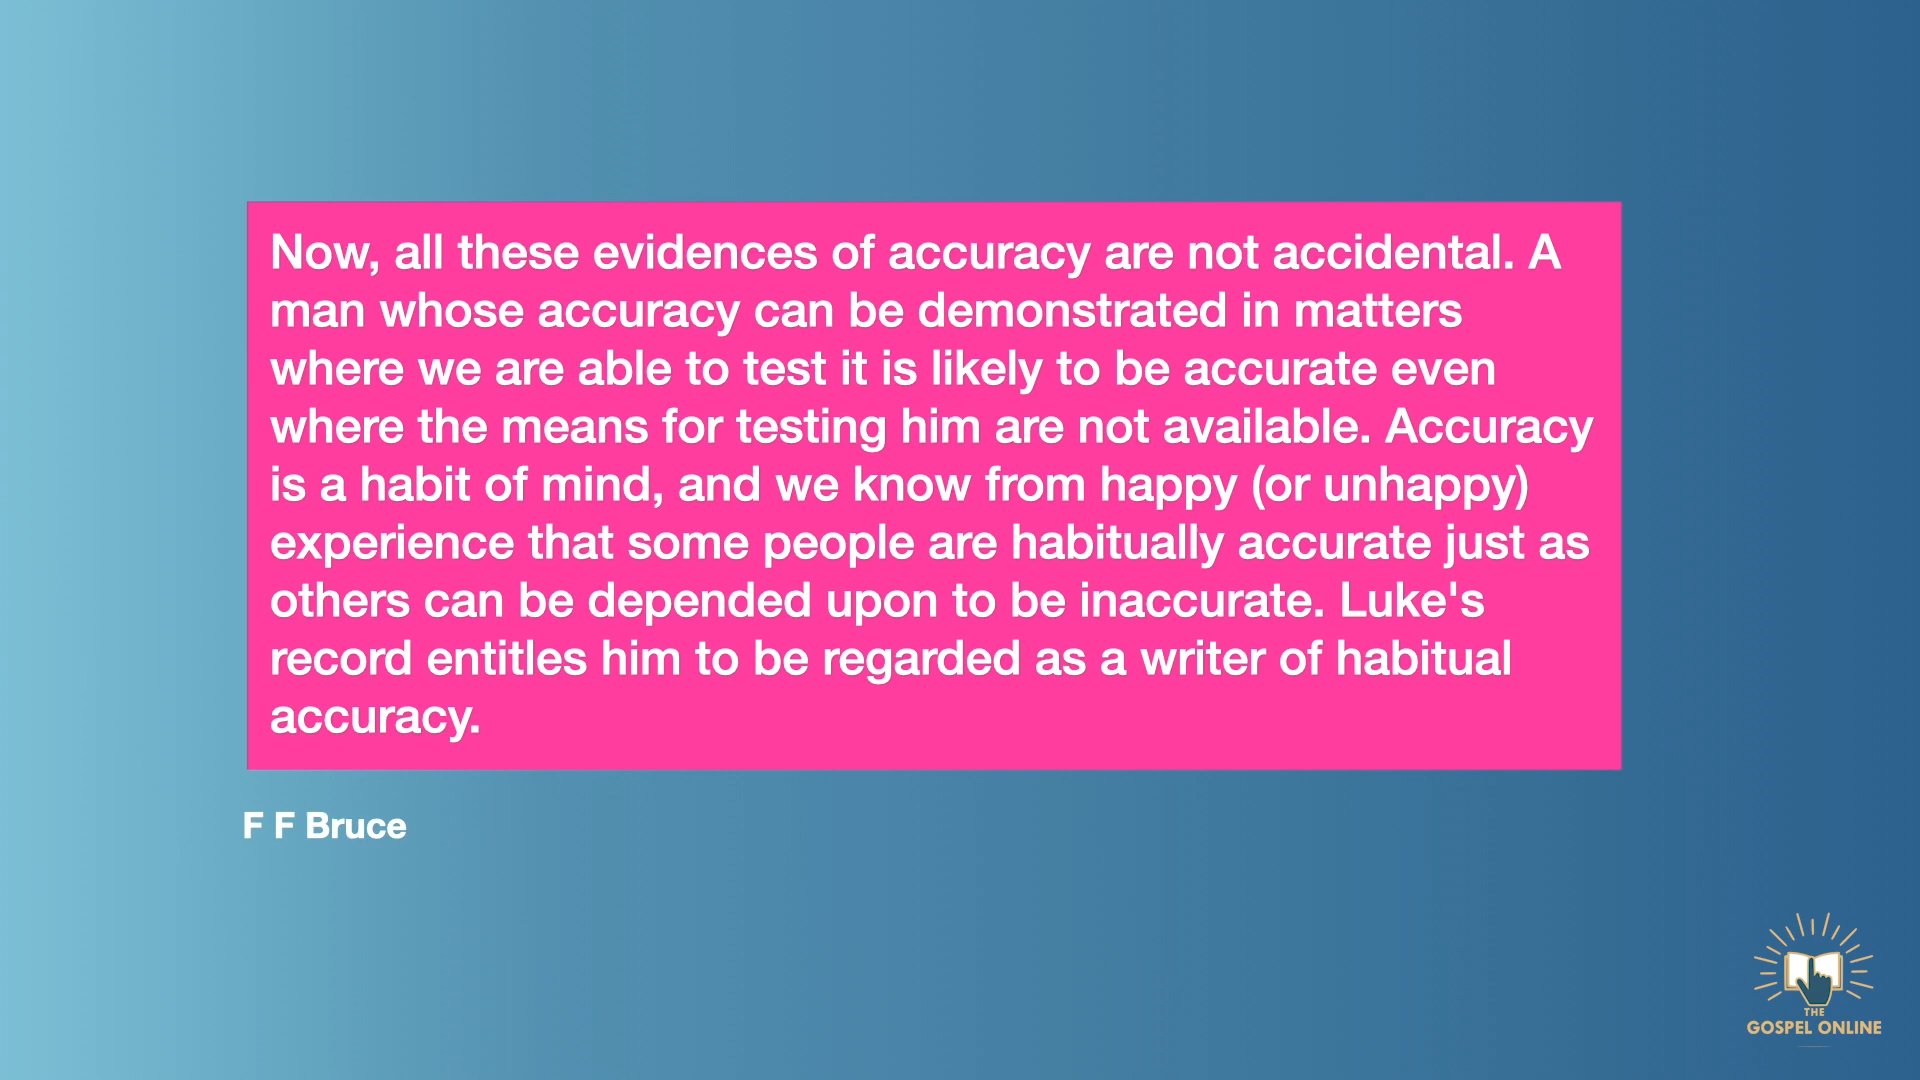 Now, all these evidences of accuracy are not accidental. A
man whose accuracy can be demonstrated in matters
where we are able to test it is likely to be accurate even
where the means for testing him are not available. Accuracy
is a habit of mind, and we know from happy (or unhappy)
experience that some people are habitually accurate just as
others can be depended upon to be inaccurate. Luke's
record entitles him to be regarded as a writer of habitual
accuracy.
F F Bruce
THE
GOSPEL ONLINE